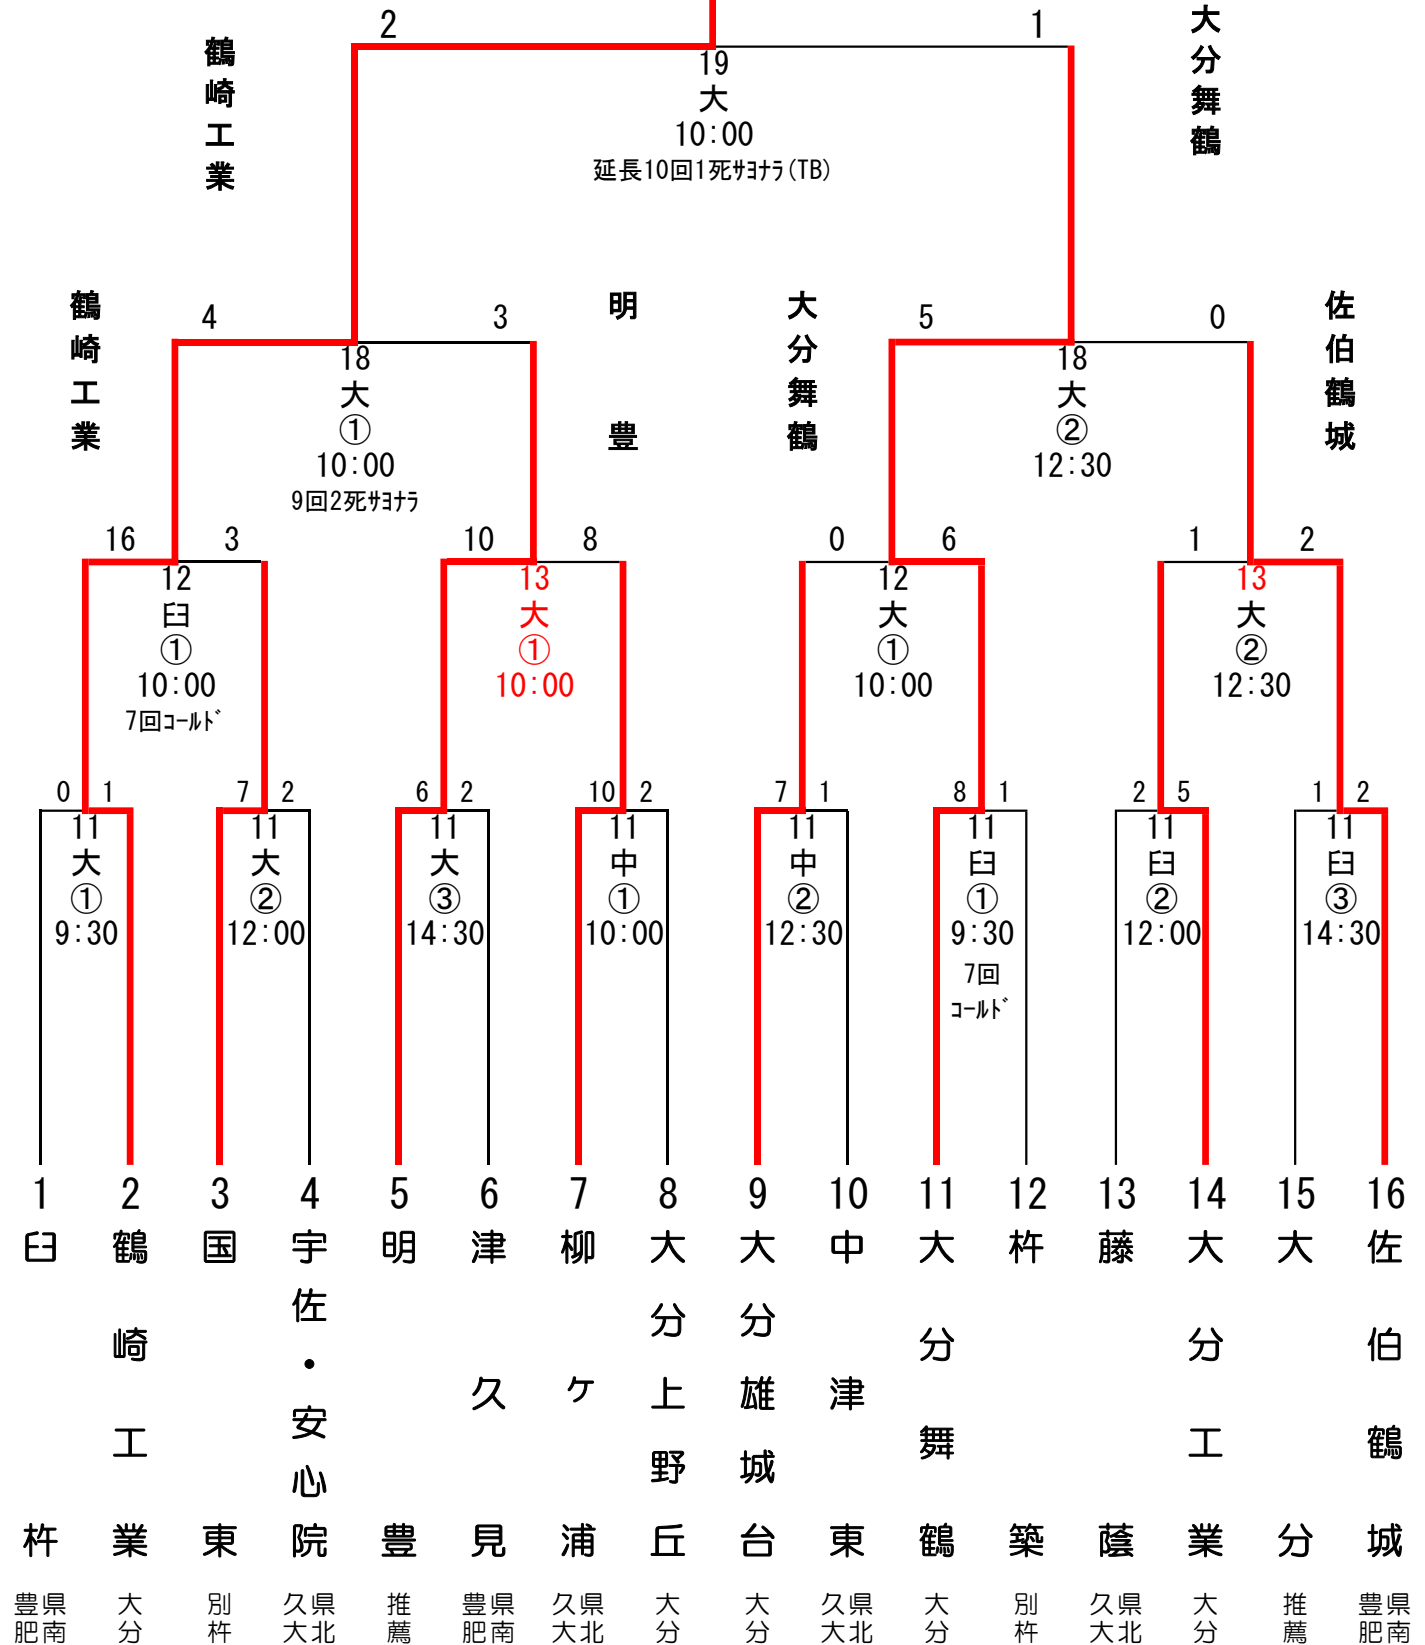 2 1
鶴崎工業
大分舞鶴
19
大
10:00
延長10回1死ｻﾖﾅﾗ(TB)
鶴崎工業
明豊
大分舞鶴
佐伯鶴城
4 3 5 0
18 18
大 大
① ②
10:00 12:30
9回2死ｻﾖﾅﾗ
16 3 10 8 0 6 1 2
12 13 12 13
臼 大 大 大
① ① ① ②
10:00 10:00 10:00 12:30
7回ｺｰﾙﾄﾞ
0 1 7 2 6 2 10 2 7 1 8 1 2 5 1 2
11 11 11 11 11 11 11 11
大 大 大 中 中 臼 臼 臼
① ② ③ ① ② ① ② ③
9:30 12:00 14:30 10:00 12:30 9:30 12:00 14:30
7回
ｺｰﾙﾄﾞ
1 2 3 4 5 6 7 8 9 10 11 12 13 14 15 16
臼杵
鶴崎工業
国東
宇佐・安心院
明豊
津久見
柳ケ浦
大分上野丘
大分雄城台
中津東
大分舞鶴
杵築
藤蔭
大分工業
大分
佐伯鶴城
豊肥県南
大分
別杵
久大県北
推薦
豊肥県南
久大県北
大分
大分
久大県北
大分
別杵
久大県北
大分
推薦
豊肥県南